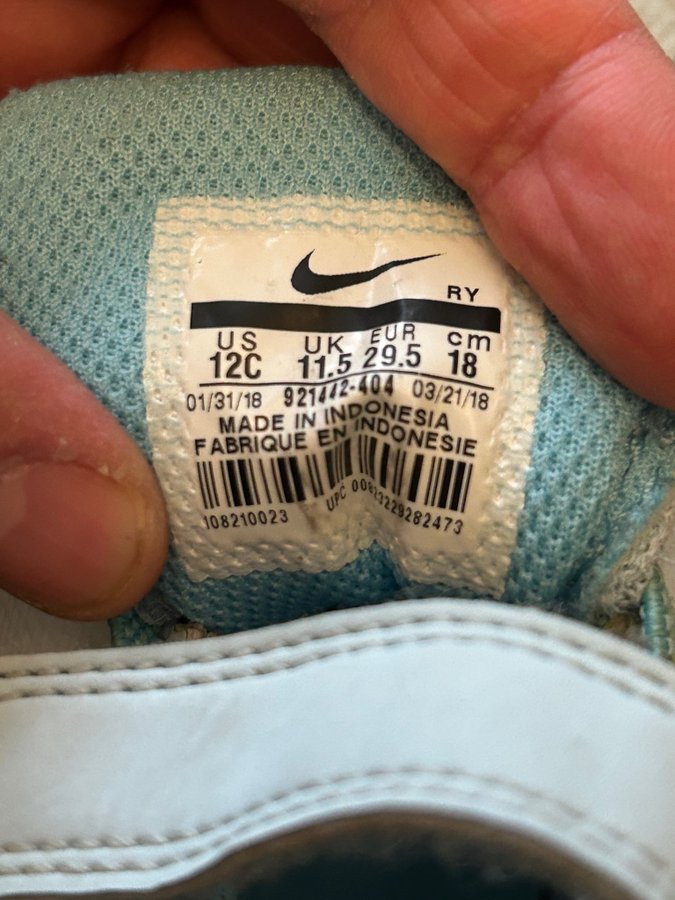 RY
US UK EUR cm
12C 11.5 29.5 18
01/31/18 921442-404 03/21/18
MADE IN INDONESIA
FABRIQUE EN INDONESIE
108210023 UPC 00823229282473